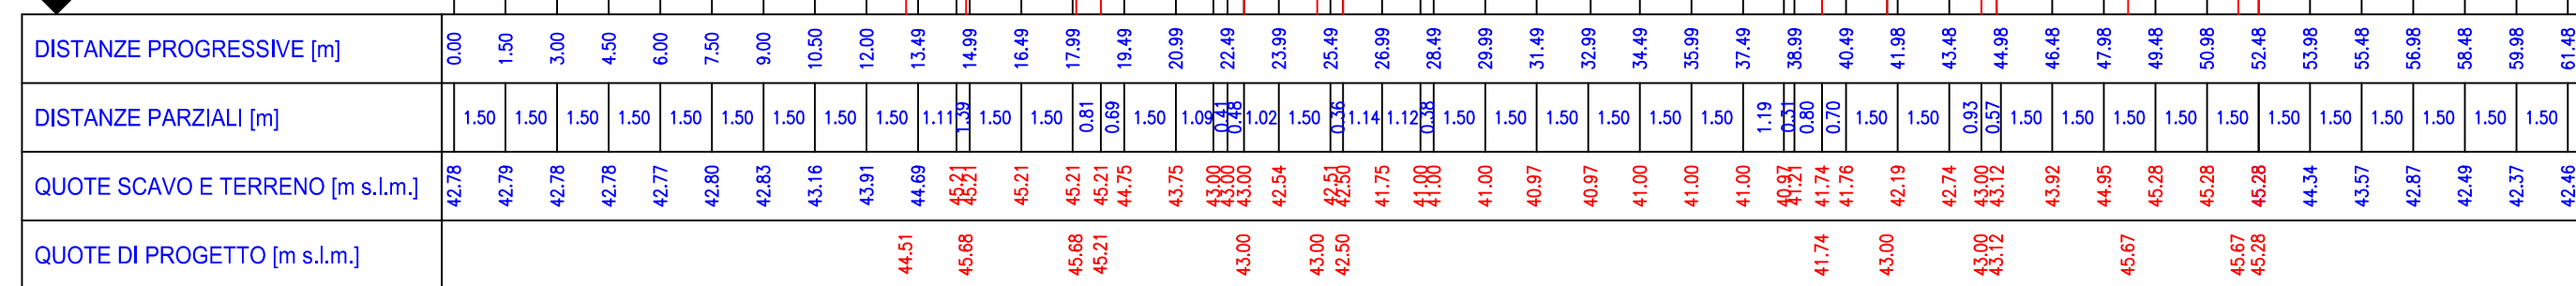 DISTANZE PROGRESSIVE [m] 0.00 1.50 3.00 4.50 6.00 7.50 9.00 10.50 12.00 13.49 14.99 16.49 17.99 19.49 20.99 22.49 23.99 25.49 26.99 28.49 29.99 31.49 32.99 34.49 35.99 37.49 38.99 40.49 41.98 43.48 44.98 46.48 47.98 49.48 50.98 52.48 53.98 55.48 56.98 58.48 59.98 61.48
DISTANZE PARZIALI [m] 1.50 1.50 1.50 1.50 1.50 1.50 1.50 1.50 1.50 1.11 1.39 1.50 1.50 0.81 0.69 1.50 1.09 0.41 0.48 1.02 1.50 0.36 1.14 1.12 0.38 1.50 1.50 1.50 1.50 1.50 1.50 1.19 0.31 0.80 0.70 1.50 1.50 0.93 0.57 1.50 1.50 1.50 1.50 1.50 1.50 1.50 1.50 1.50 1.50 1.50
QUOTE SCAVO E TERRENO [m s.l.m.] 42.78 42.79 42.78 42.78 42.77 42.80 42.83 43.16 43.91 44.69 45.21 45.21 45.21 45.21 45.21 44.75 43.75 43.00 43.00 43.00 42.54 42.51 42.50 41.75 41.00 41.00 41.00 40.97 40.97 41.00 41.00 41.00 40.97 41.21 41.74 41.76 42.19 42.74 43.00 43.12 43.92 44.95 45.28 45.28 45.28 44.34 43.57 42.87 42.49 42.37 42.46
QUOTE DI PROGETTO [m s.l.m.] 44.51 45.68 45.68 45.21 43.00 43.00 42.50 41.74 43.00 43.00 43.12 45.67 45.67 45.28